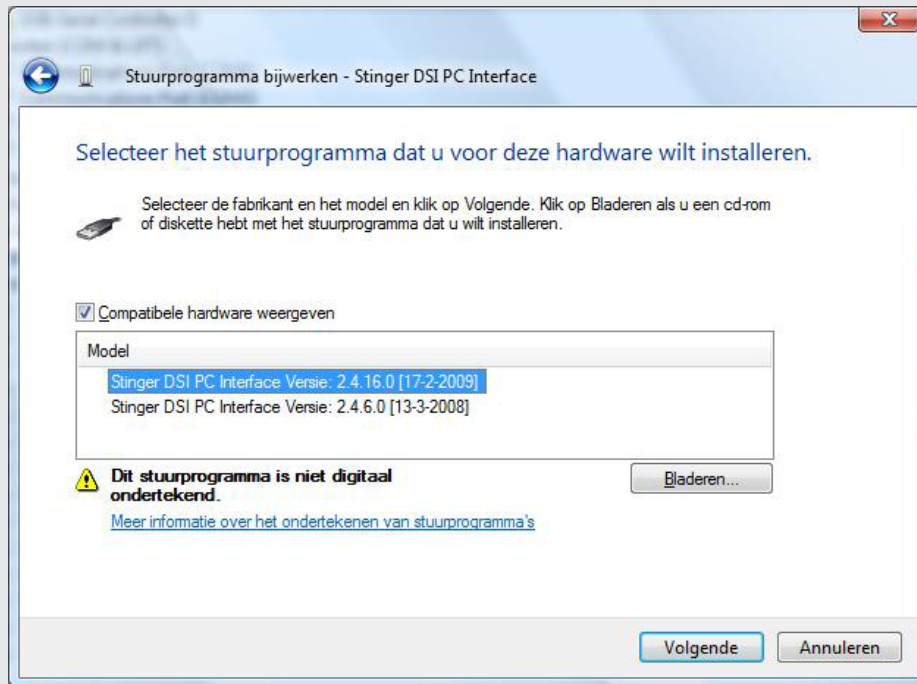 Stuurprogramma bijwerken - Stinger DSI PC Interface
Selecteer het stuurprogramma dat u voor deze hardware wilt installeren.
Selecteer de fabrikant en het model en klik op Volgende. Klik op Bladeren als u een cd-rom
of diskette hebt met het stuurprogramma dat u wilt installeren.
Compatibele hardware weergeven
Model
Stinger DSI PC Interface Versie: 2.4.16.0 [17-2-2009]
Stinger DSI PC Interface Versie: 2.4.6.0 [13-3-2008]
Dit stuurprogramma is niet digitaal
ondertekend.
Bladeren...
Meer informatie over het ondertekenen van stuurprogramma's
Volgende
Annuleren